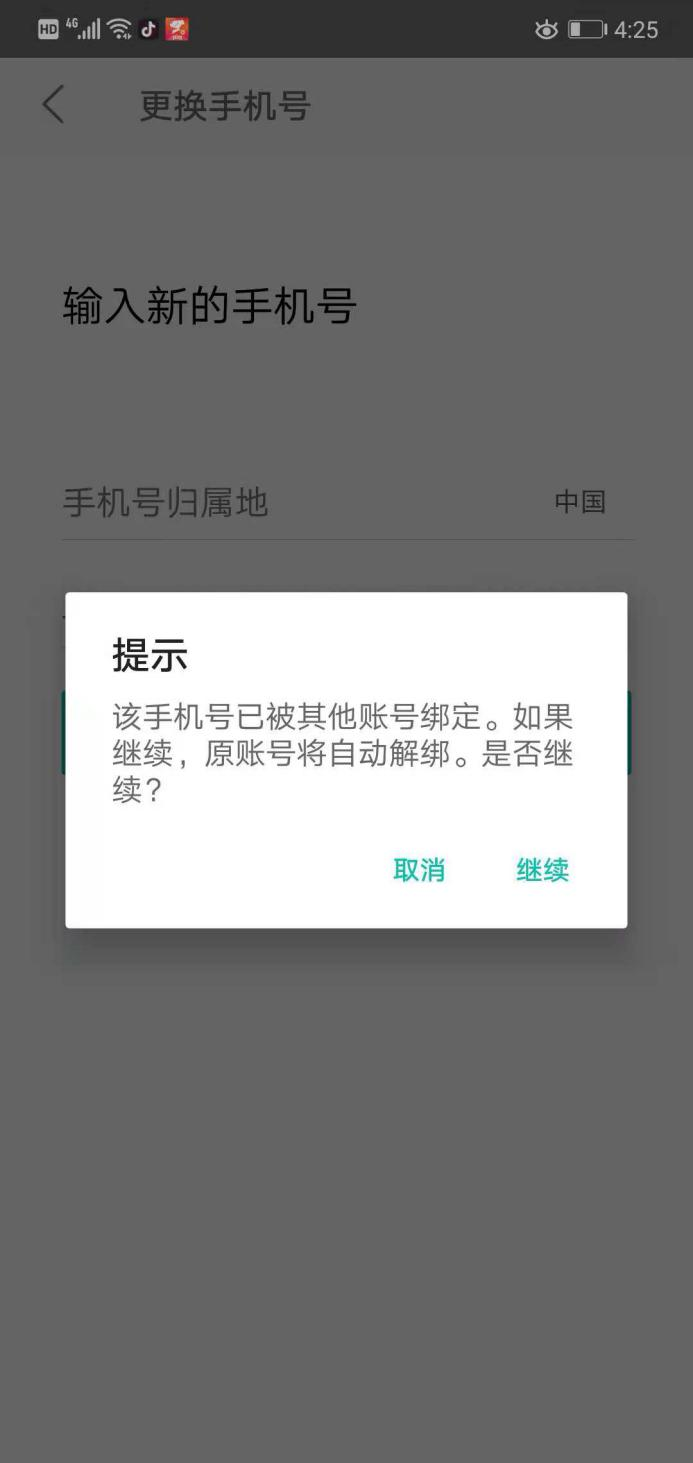 HD 4G 4:25
更换手机号
输入新的手机号
手机号归属地 中国
提示
该手机号已被其他账号绑定。如果
继续，原账号将自动解绑。是否继
续？
取消 继续